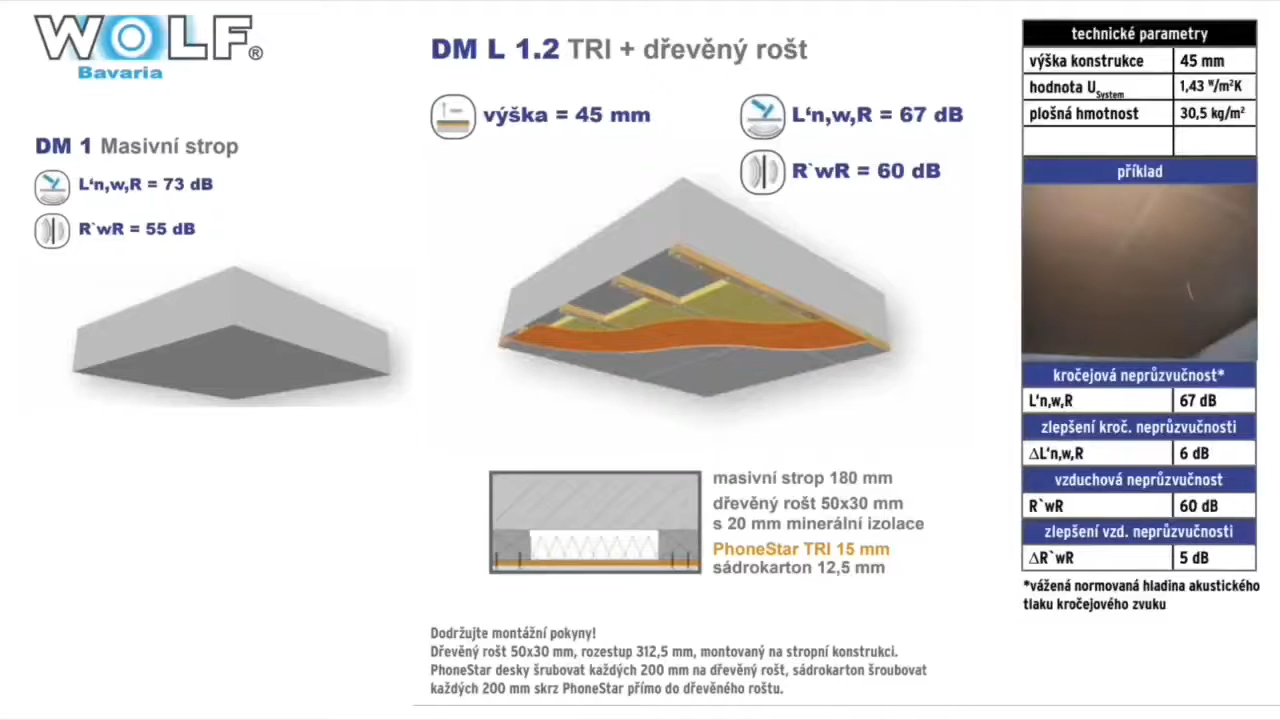 WOLF®
Bavaria
DM 1 Masivní strop
L‘n,w,R = 73 dB
R`wR = 55 dB
DM L 1.2 TRI + dřevěný rošt
výška = 45 mm
L‘n,w,R = 67 dB
R`wR = 60 dB
masivní strop 180 mm
dřevěný rošt 50x30 mm
s 20 mm minerální izolace
PhoneStar TRI 15 mm
sádrokarton 12,5 mm
Dodržujte montážní pokyny!
Dřevěný rošt 50x30 mm, rozestup 312,5 mm, montovaný na stropní konstrukci.
PhoneStar desky šrubovat každých 200 mm na dřevěný rošt, sádrokarton šroubovat
každých 200 mm skrz PhoneStar přímo do dřevěného roštu.
technické parametry
výška konstrukce 45 mm
hodnota USystem 1,43 W/m²K
plošná hmotnost 30,5 kg/m²
příklad
kročejová neprůzvučnost*
L‘n,w,R 67 dB
zlepšení kroč. neprůzvučnosti
∆L‘n,w,R 6 dB
vzduchová neprůzvučnost
R`wR 60 dB
zlepšení vzd. neprůzvučnosti
∆R`wR 5 dB
*vážená normovaná hladina akustického
tlaku kročejového zvuku